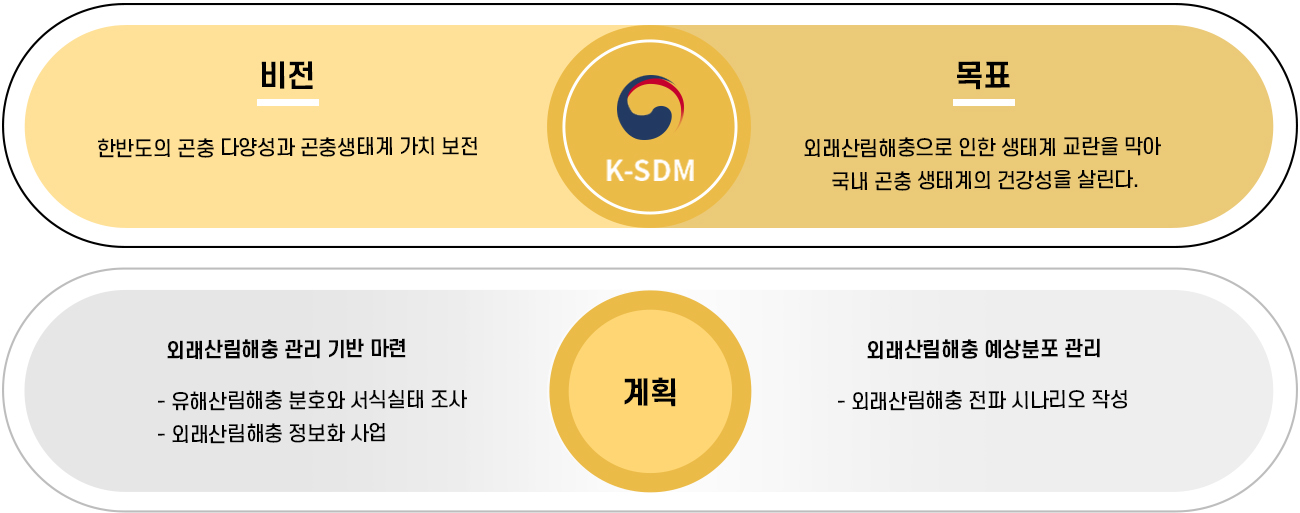 비전
한반도의 곤충 다양성과 곤충생태계 가치 보전
K-SDM
목표
외래산림해충으로 인한 생태계 교란을 막아
국내 곤충 생태계의 건강성을 살린다.
외래산림해충 관리 기반 마련
- 유해산림해충 분호와 서식실태 조사
- 외래산림해충 정보화 사업
계획
외래산림해충 예상분포 관리
- 외래산림해충 전파 시나리오 작성